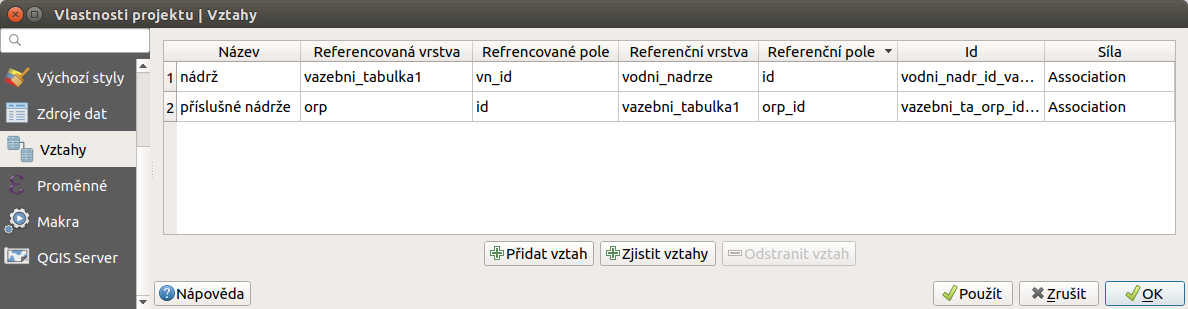 Vlastnosti projektu | Vztahy
Výchozí styly
Zdroje dat
Vztahy
Proměnné
Makra
QGIS Server
Název Referencovaná vrstva Refrencované pole Referenční vrstva Referenční pole Id Síla
1 nádrž vazebni_tabulka1 vn_id vodni_nadrze id vodni_nadr_id_va... Association
2 příslušné nádrže orp id vazebni_tabulka1 orp_id vazebni_ta_orp_id... Association
Přidat vztah Zjistit vztahy Odstranit vztah
Nápověda Použít Zrušit OK